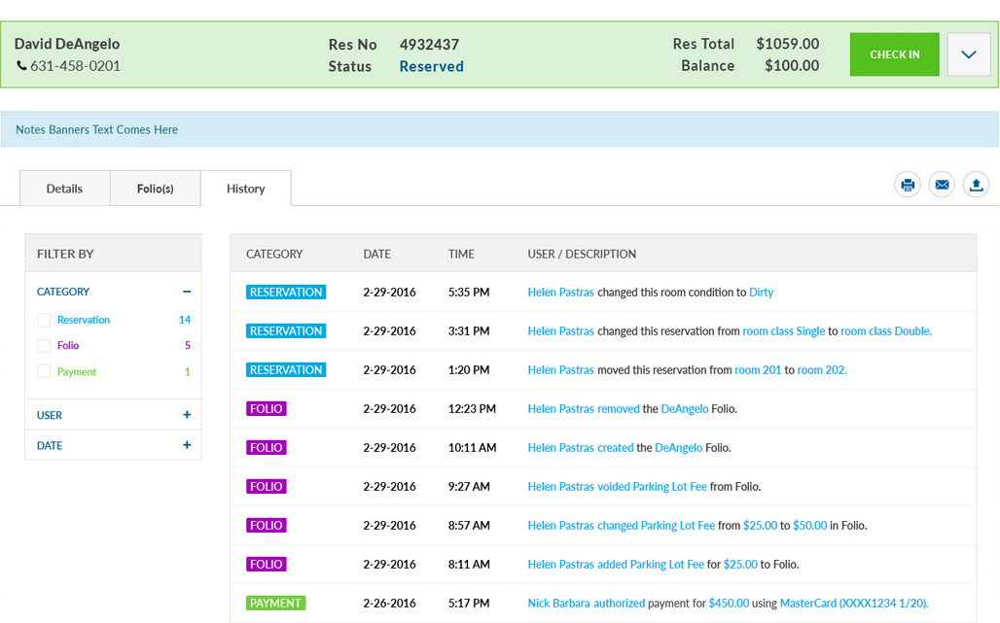 David DeAngelo
631-458-0201
Res No 4932437
Status Reserved
Res Total $1059.00
Balance $100.00
CHECK IN
Notes Banners Text Comes Here
Details Folio(s) History
FILTER BY
CATEGORY −
Reservation 14
Folio 5
Payment 1
USER +
DATE +
CATEGORY DATE TIME USER / DESCRIPTION
RESERVATION 2-29-2016 5:35 PM Helen Pastras changed this room condition to Dirty
RESERVATION 2-29-2016 3:31 PM Helen Pastras changed this reservation from room class Single to room class Double.
RESERVATION 2-29-2016 1:20 PM Helen Pastras moved this reservation from room 201 to room 202.
FOLIO 2-29-2016 12:23 PM Helen Pastras removed the DeAngelo Folio.
FOLIO 2-29-2016 10:11 AM Helen Pastras created the DeAngelo Folio.
FOLIO 2-29-2016 9:27 AM Helen Pastras voided Parking Lot Fee from Folio.
FOLIO 2-29-2016 8:57 AM Helen Pastras changed Parking Lot Fee from $25.00 to $50.00 in Folio.
FOLIO 2-29-2016 8:11 AM Helen Pastras added Parking Lot Fee for $25.00 to Folio.
PAYMENT 2-26-2016 5:17 PM Nick Barbara authorized payment for $450.00 using MasterCard (XXXX1234 1/20).